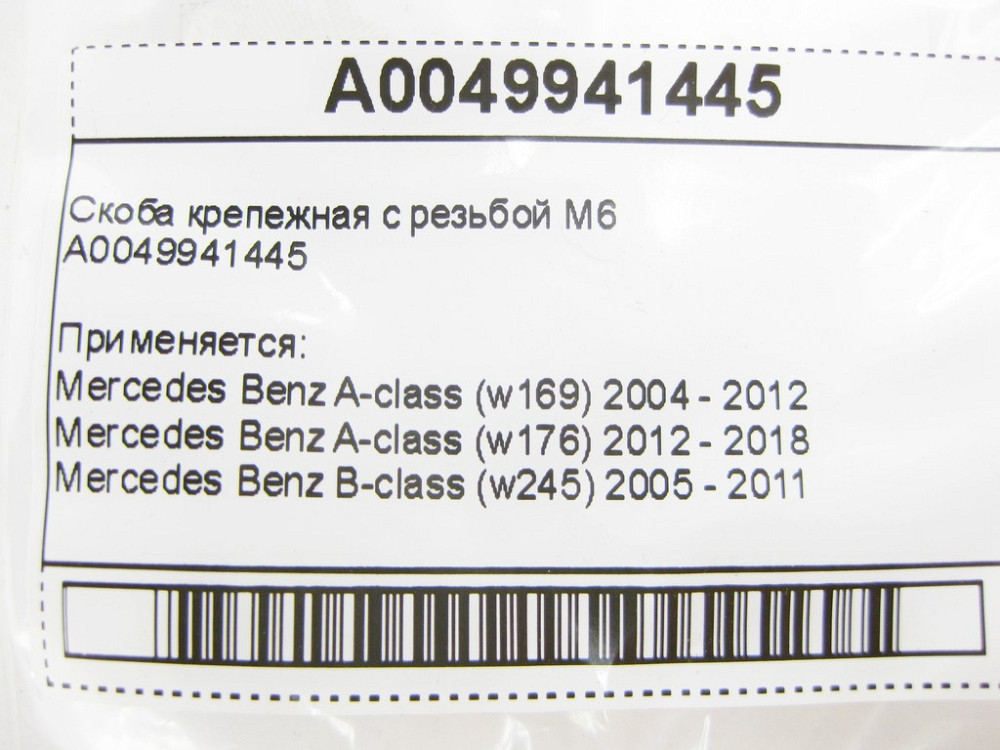 A0049941445
Скоба крепежная с резьбой М6
A0049941445
Применяется:
Mercedes Benz A-class (w169) 2004 - 2012
Mercedes Benz A-class (w176) 2012 - 2018
Mercedes Benz B-class (w245) 2005 - 2011